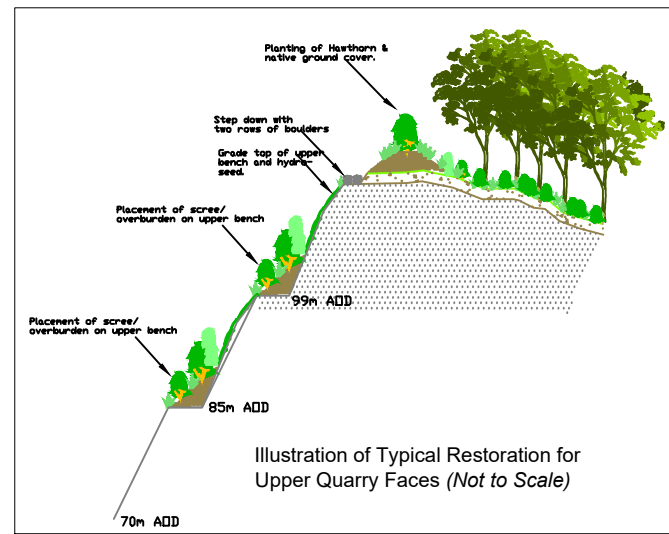 Planting of Hawthorn &
native ground cover.
Step down with
two rows of boulders
Grade top of upper
bench and hydro-
seed.
Placement of scree/
overburden on upper bench
99m AOD
Placement of scree/
overburden on upper bench
85m AOD
Illustration of Typical Restoration for
Upper Quarry Faces (Not to Scale)
70m AOD